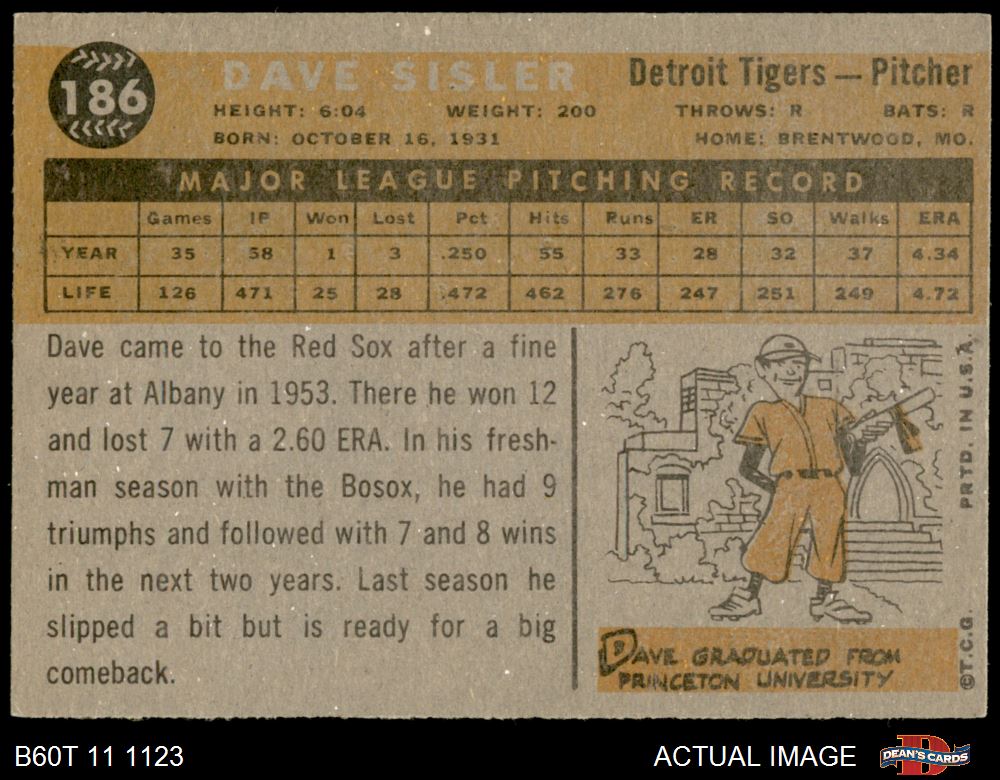 186
DAVE SISLER
Detroit Tigers — Pitcher
HEIGHT: 6:04 WEIGHT: 200 THROWS: R BATS: R
BORN: OCTOBER 16, 1931 HOME: BRENTWOOD, MO.
MAJOR LEAGUE PITCHING RECORD
Games IP Won Lost Pct Hits Runs ER SO Walks ERA
YEAR 35 58 1 3 .250 55 33 28 32 37 4.34
LIFE 126 471 25 28 .472 462 276 247 251 249 4.72
Dave came to the Red Sox after a fine
year at Albany in 1953. There he won 12
and lost 7 with a 2.60 ERA. In his fresh-
man season with the Bosox, he had 9
triumphs and followed with 7 and 8 wins
in the next two years. Last season he
slipped a bit but is ready for a big
comeback.
DAVE GRADUATED FROM
PRINCETON UNIVERSITY
©T.C.G. PRTD. IN U.S.A.
B60T 11 1123
ACTUAL IMAGE
DEAN'S CARDS